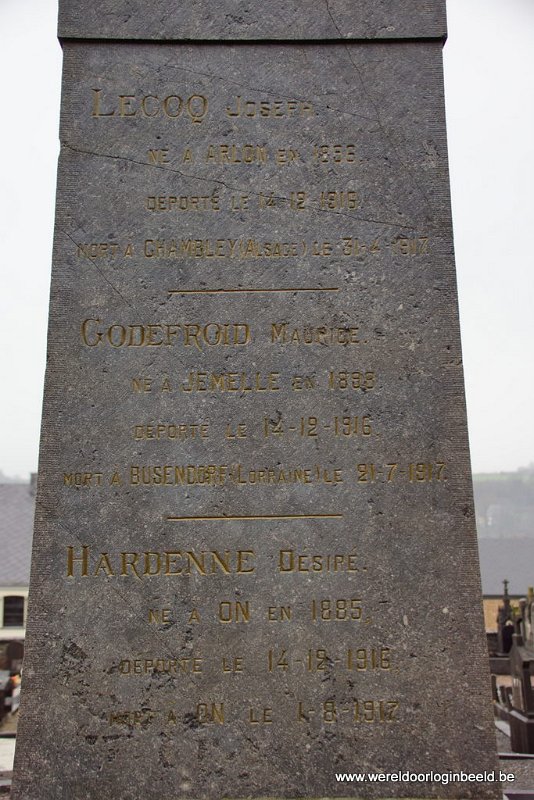 LECOQ JOSEPH.
NÉ A ARLON EN
DÉPORTÉ LE 14-12-1916.
MORT A CHAMBLEY (ALSACE) LE 31-4-1917.
GODEFROID MAURICE.
NÉ A JEMELLE EN
DÉPORTÉ LE 14-12-1916.
MORT A BUSENDORF (LORRAINE) LE 21-7-1917.
HARDENNE DÉSIRÉ.
NÉ A ON EN 1885.
DÉPORTÉ LE 14-12-1916.
MORT A ON LE 1-8-1917.
www.wereldoorloginbeeld.be